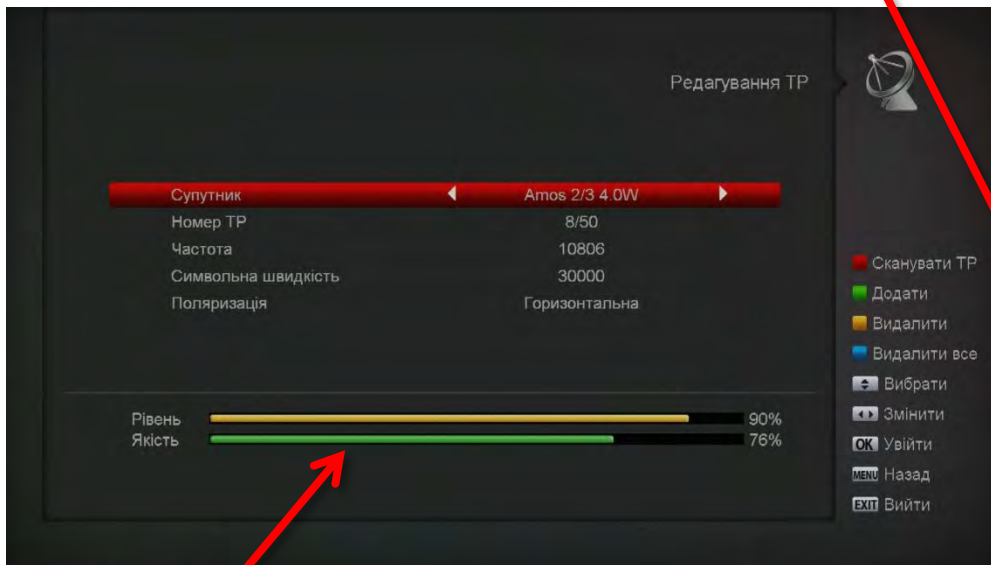 Редагування ТР
Супутник Amos 2/3 4.0W
Номер ТР 8/50
Частота 10806
Символьна швидкість 30000
Поляризація Горизонтальна
Рівень 90%
Якість 76%
Сканувати ТР
Додати
Видалити
Видалити все
Вибрати
Змінити
OK Увійти
MENU Назад
EXIT Вийти